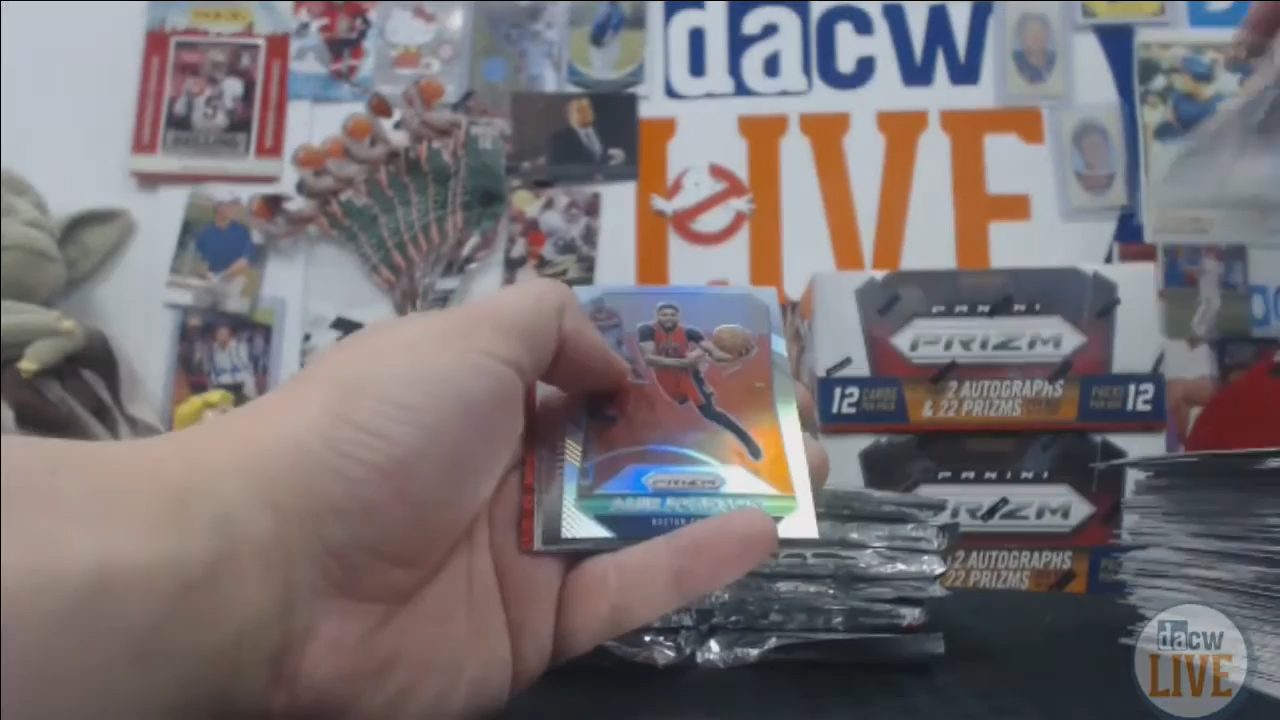 dacw
LIVE
PANINI
PRIZM
12 CARDS PER PACK
2 AUTOGRAPHS
& 22 PRIZMS
PACKS PER BOX 12
PANINI
PRIZM
2 AUTOGRAPHS
22 PRIZMS
PRIZM
dacw
LIVE